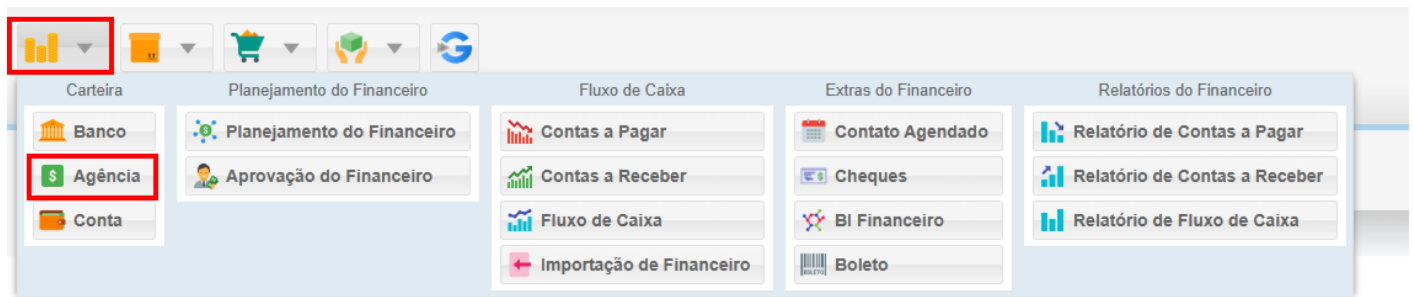 Carteira
Banco
Agência
Conta
Planejamento do Financeiro
Planejamento do Financeiro
Aprovação do Financeiro
Fluxo de Caixa
Contas a Pagar
Contas a Receber
Fluxo de Caixa
Importação de Financeiro
Extras do Financeiro
Contato Agendado
Cheques
BI Financeiro
BOLETO
Boleto
Relatórios do Financeiro
Relatório de Contas a Pagar
Relatório de Contas a Receber
Relatório de Fluxo de Caixa